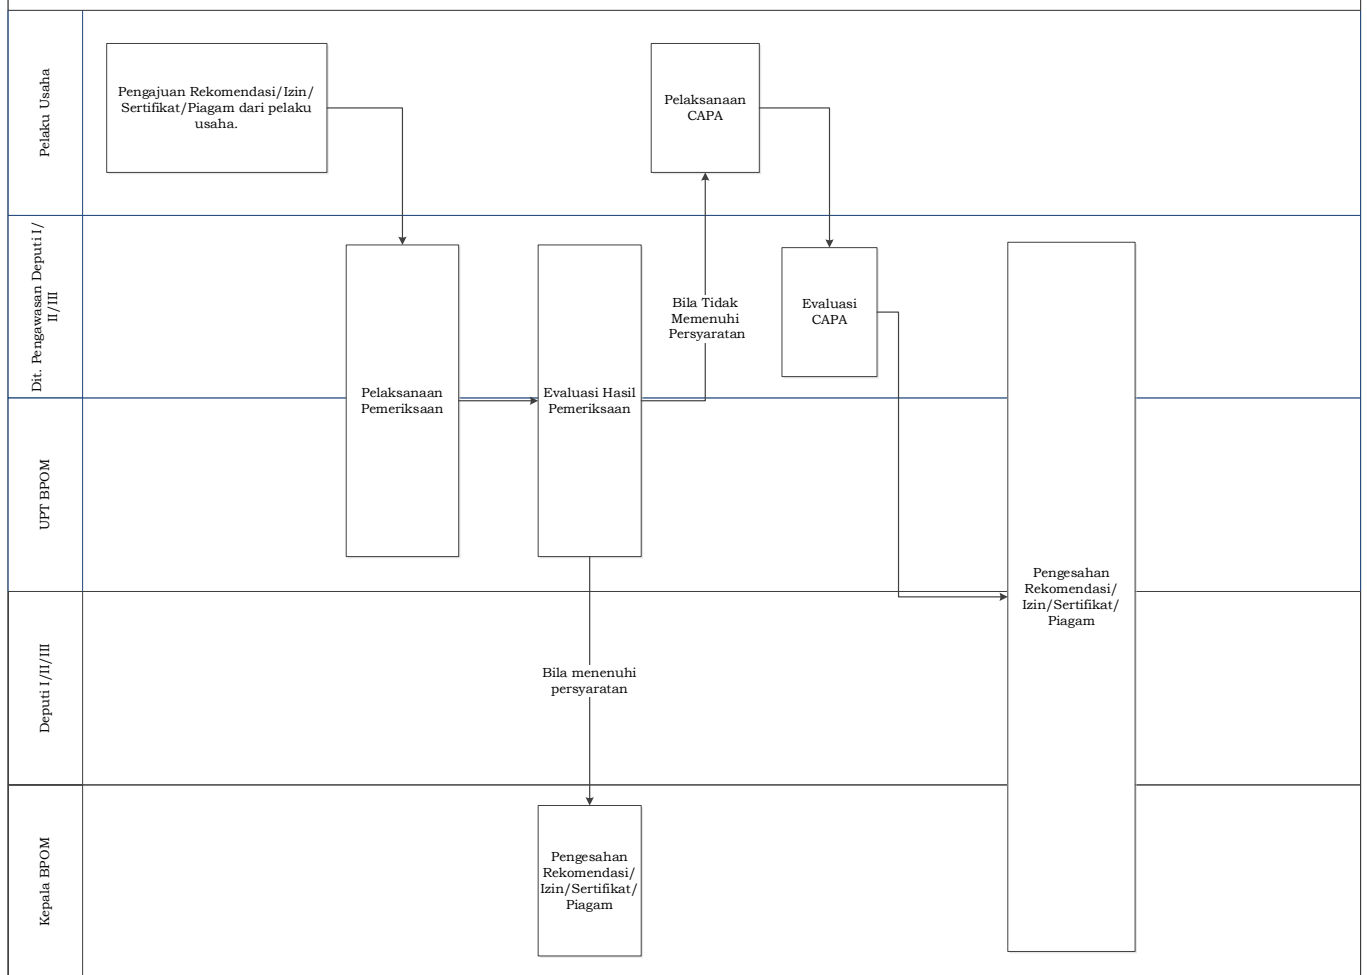 Pelaku Usaha
Pengajuan Rekomendasi/Izin/
Sertifikat/Piagam dari pelaku
usaha.
Pelaksanaan
CAPA
Dit. Pengawasan Deputi I/
II/III
Pelaksanaan
Pemeriksaan
Evaluasi Hasil
Pemeriksaan
Bila Tidak
Memenuhi
Persyaratan
Evaluasi
CAPA
UPT BPOM
Pengesahan
Rekomendasi/
Izin/Sertifikat/
Piagam
Deputi I/II/III
Bila menenuhi
persyaratan
Kepala BPOM
Pengesahan
Rekomendasi/
Izin/Sertifikat/
Piagam